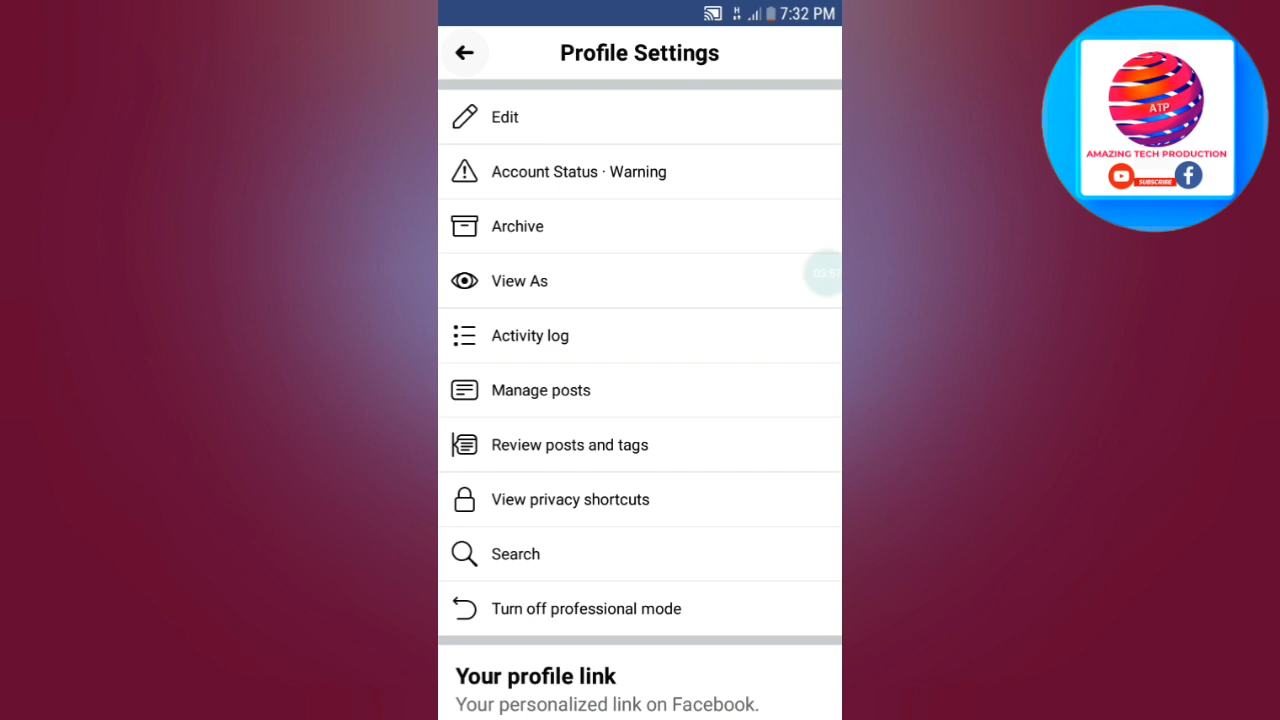 7:32 PM
Profile Settings
Edit
Account Status · Warning
Archive
View As
03:57
Activity log
Manage posts
Review posts and tags
View privacy shortcuts
Search
Turn off professional mode
Your profile link
Your personalized link on Facebook.
ATP
AMAZING TECH PRODUCTION
SUBSCRIBE